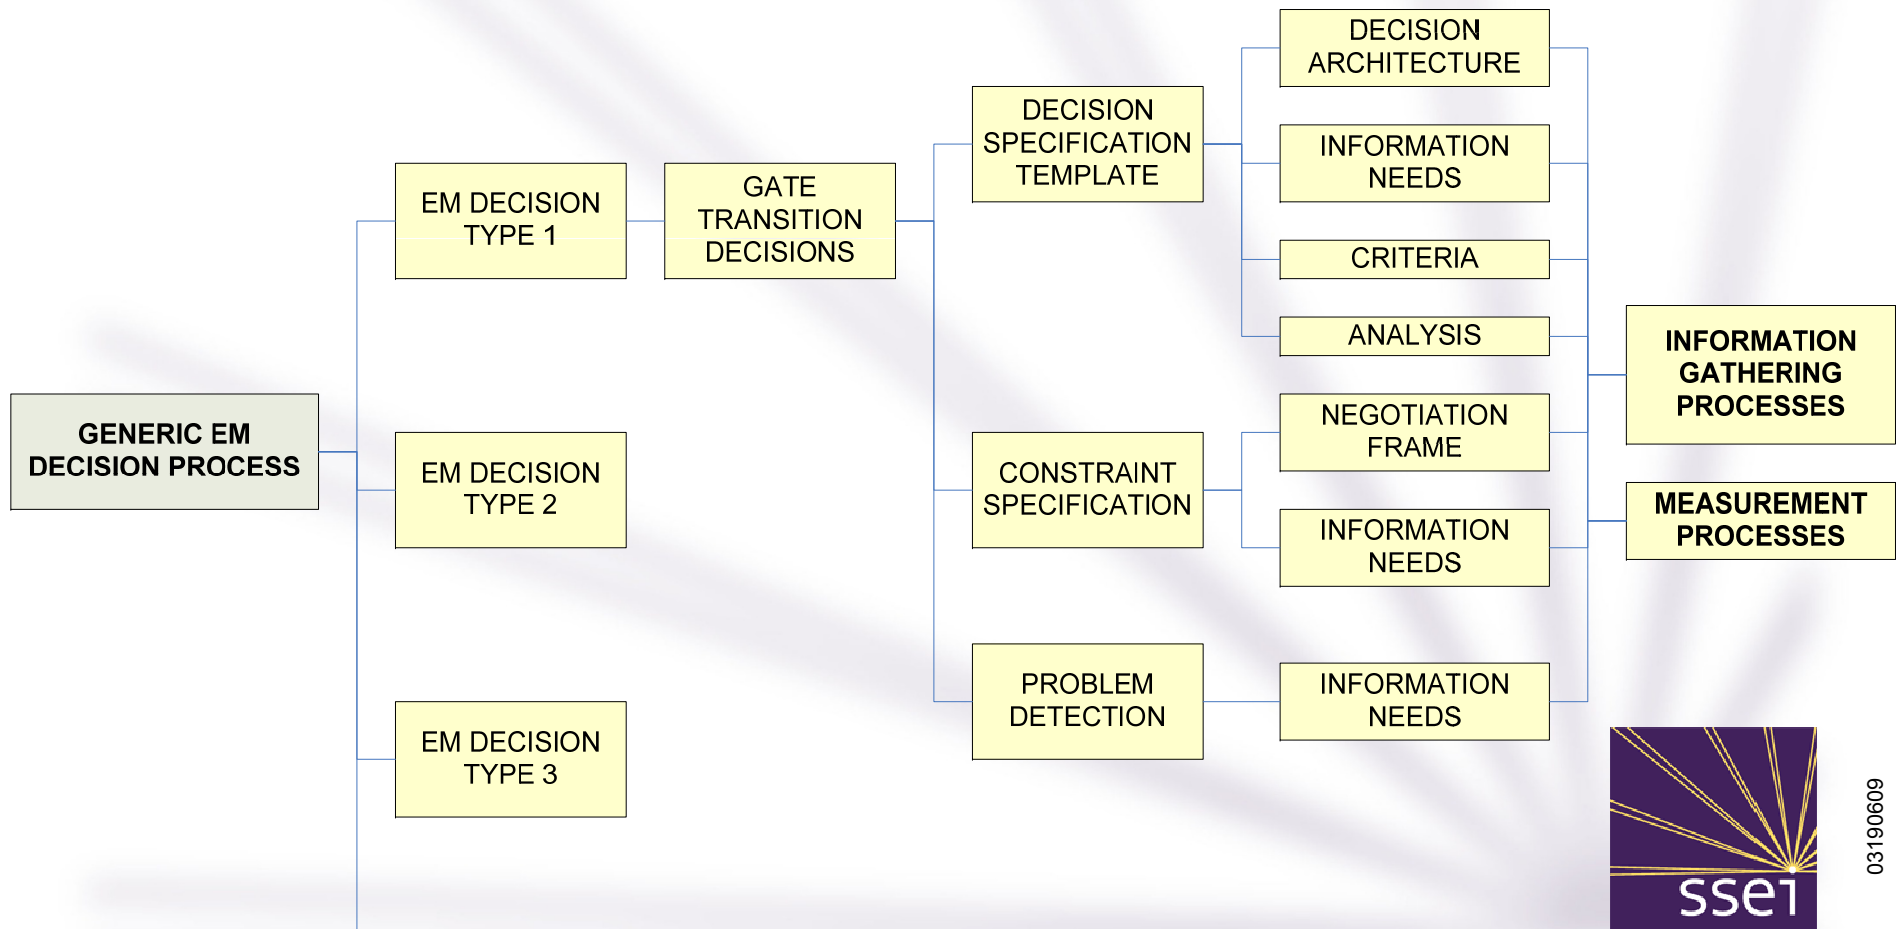 GENERIC EM
DECISION PROCESS
EM DECISION
TYPE 1
EM DECISION
TYPE 2
EM DECISION
TYPE 3
GATE
TRANSITION
DECISIONS
DECISION
SPECIFICATION
TEMPLATE
CONSTRAINT
SPECIFICATION
PROBLEM
DETECTION
DECISION
ARCHITECTURE
INFORMATION
NEEDS
CRITERIA
ANALYSIS
NEGOTIATION
FRAME
INFORMATION
NEEDS
INFORMATION
NEEDS
INFORMATION
GATHERING
PROCESSES
MEASUREMENT
PROCESSES
ssei
03190609